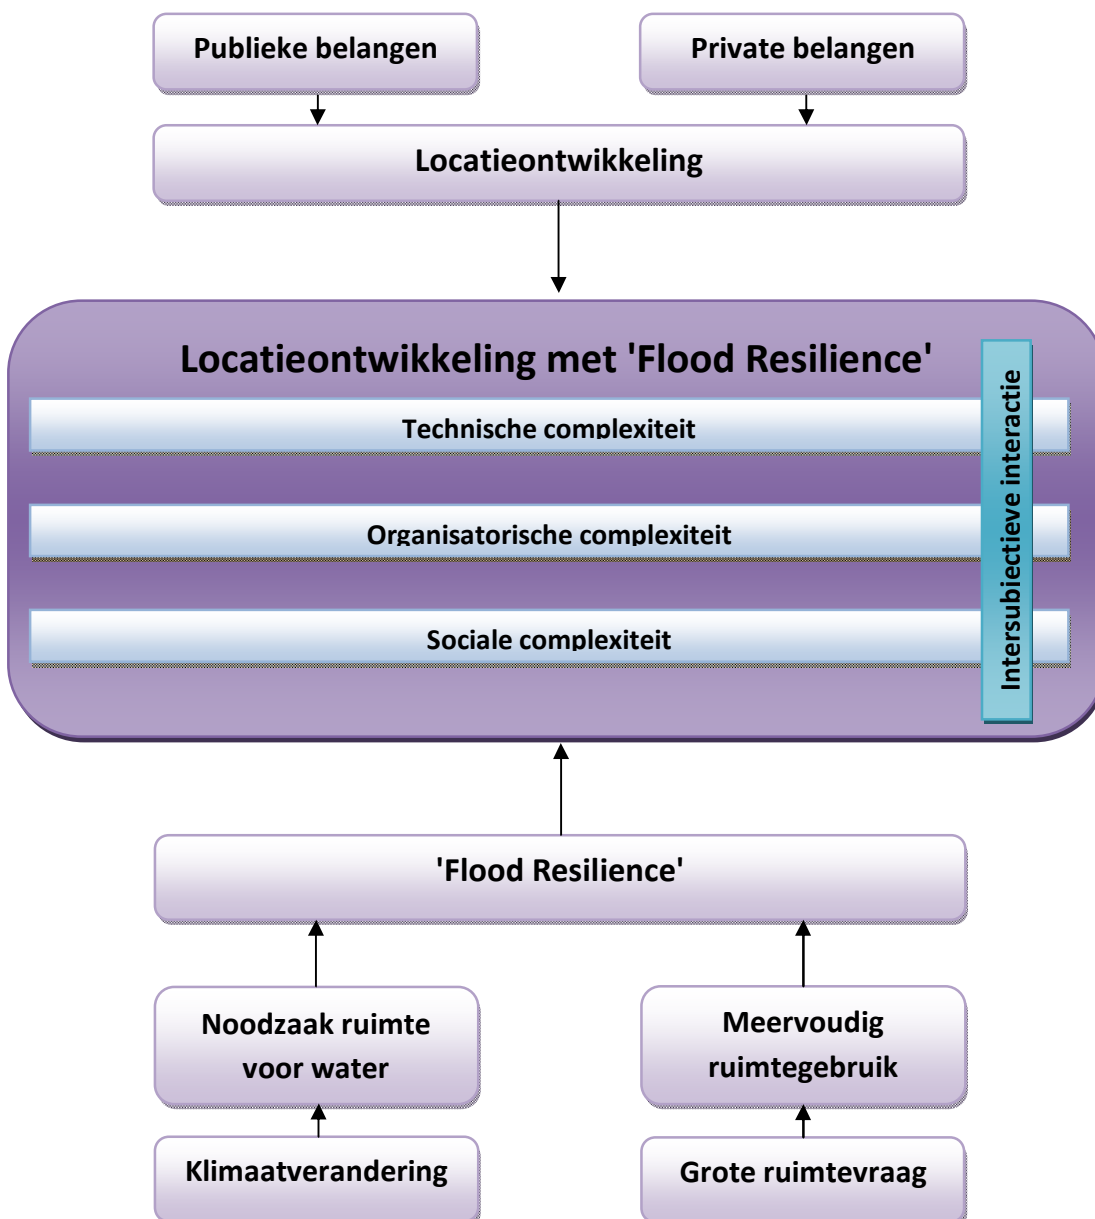 Publieke belangen
Private belangen
Locatieontwikkeling
Locatieontwikkeling met 'Flood Resilience'
Technische complexiteit
Organisatorische complexiteit
Sociale complexiteit
Intersubjectieve interactie
'Flood Resilience'
Noodzaak ruimte
voor water
Meervoudig
ruimtegebruik
Klimaatverandering
Grote ruimtevraag